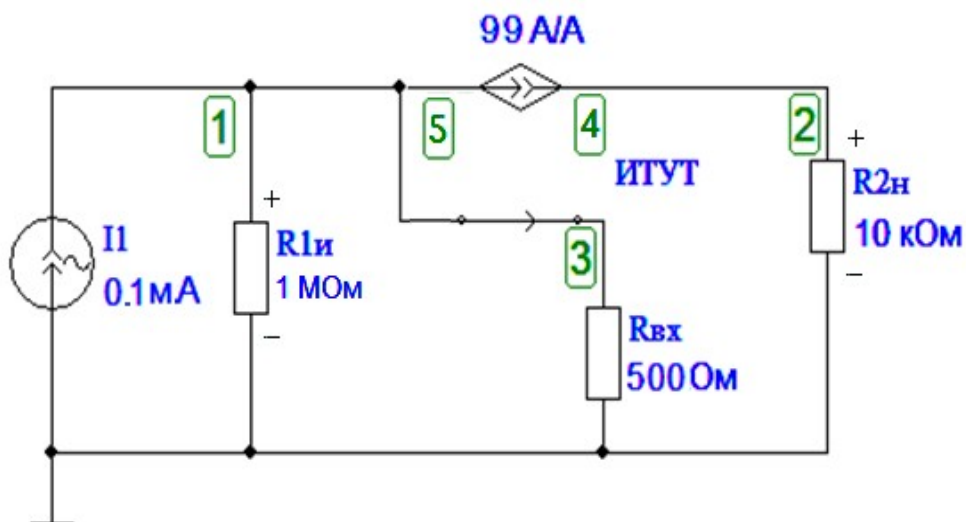 99 A/A
1
5
4
2
ИТУТ
R2н
10 кОм
I1
0.1мА
R1и
1 МОм
3
Rвх
500 Ом